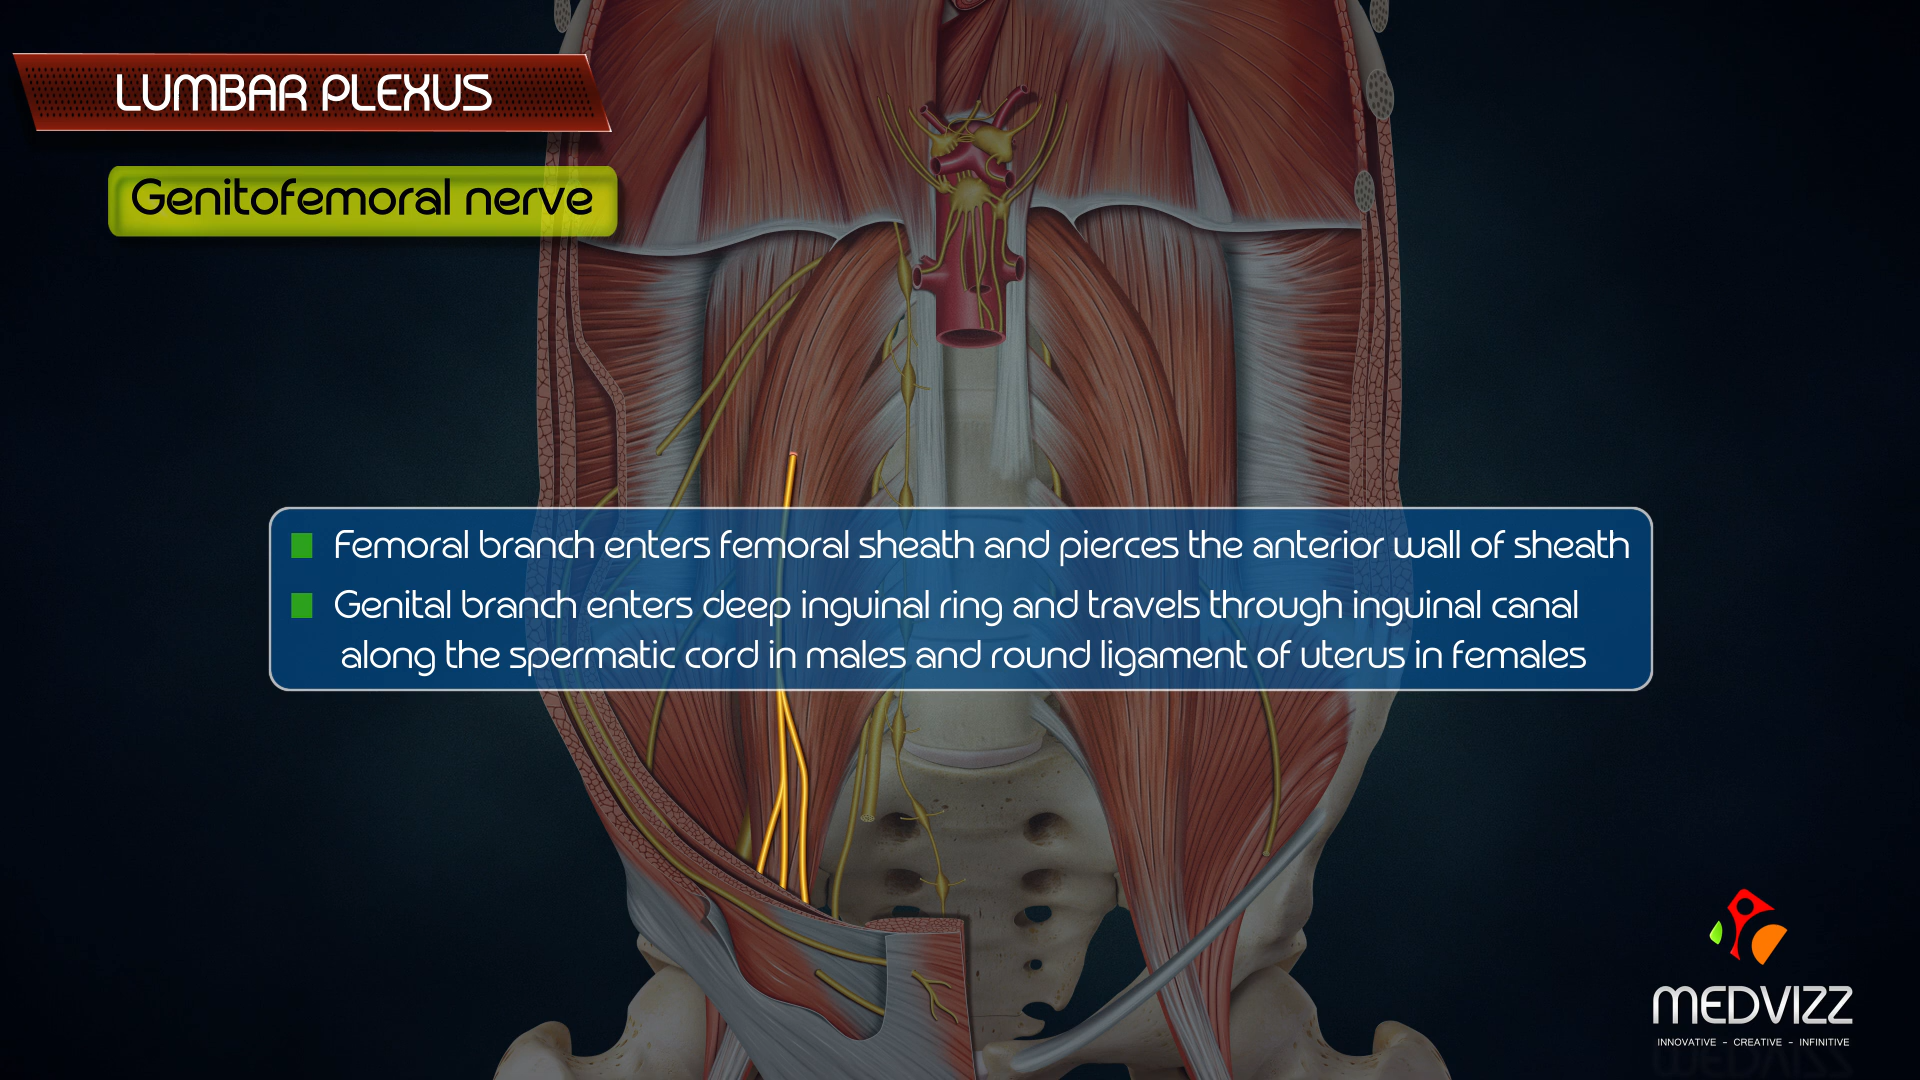 LUMBAR PLEXUS
Genitofemoral nerve
Femoral branch enters femoral sheath and pierces the anterior wall of sheath
Genital branch enters deep inguinal ring and travels through inguinal canal
along the spermatic cord in males and round ligament of uterus in females
MEDVIZZ
INNOVATIVE - CREATIVE - INFINITIVE